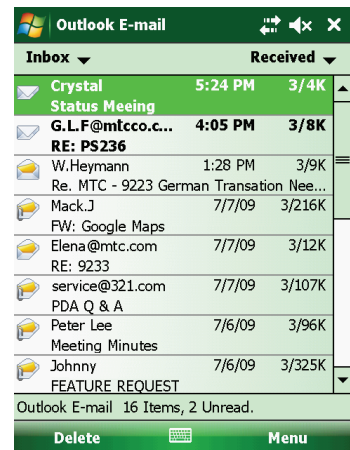 Outlook E-mail
Inbox Received
Crystal 5:24 PM 3/4K
Status Meeing
G.L.F@mtcco.c... 4:05 PM 3/8K
RE: PS236
W.Heymann 1:28 PM 3/9K
Re. MTC - 9223 German Transation Nee...
Mack.J 7/7/09 3/216K
FW: Google Maps
Elena@mtc.com 7/7/09 3/12K
RE: 9233
service@321.com 7/7/09 3/107K
PDA Q & A
Peter Lee 7/6/09 3/96K
Meeting Minutes
Johnny 7/6/09 3/325K
FEATURE REQUEST
Outlook E-mail 16 Items, 2 Unread.
Delete Menu